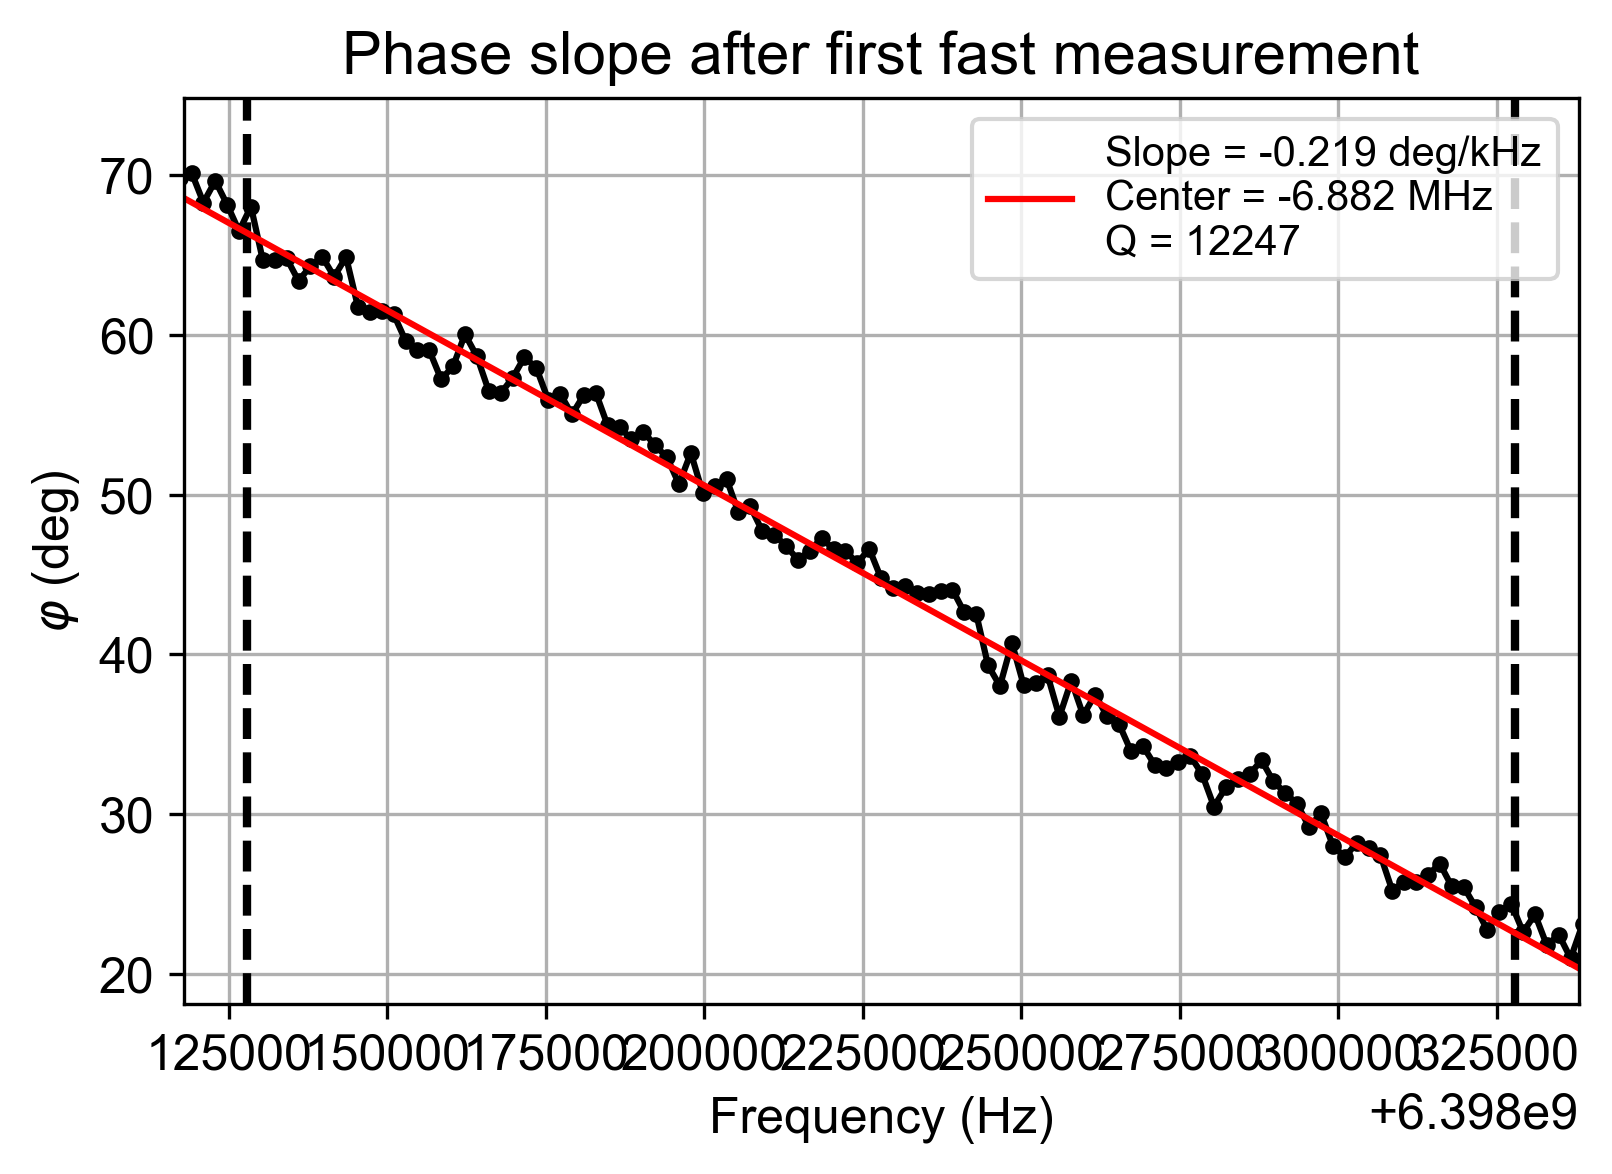 Phase slope after first fast measurement
Slope = -0.219 deg/kHz
Center = -6.882 MHz
Q = 12247
70
60
50
40
30
20
φ (deg)
125000 150000 175000 200000 225000 250000 275000 300000 325000
Frequency (Hz)
+6.398e9